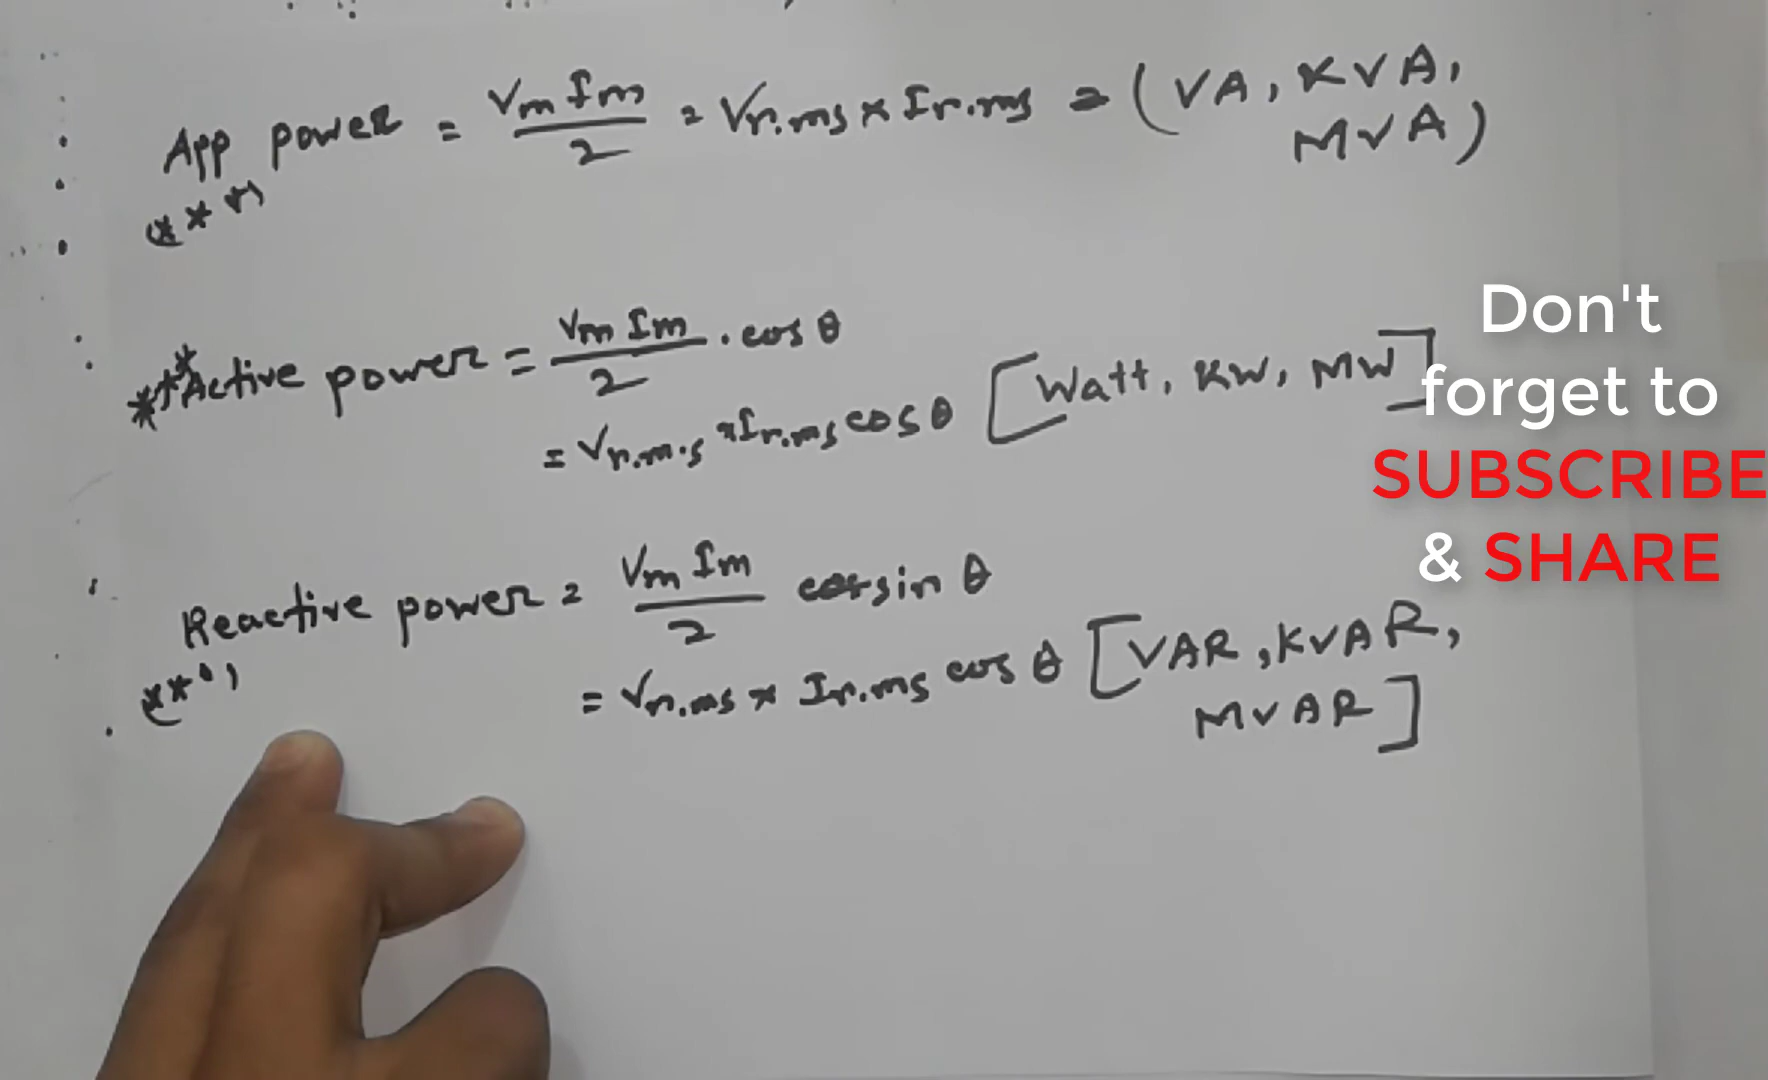 App power = Vm Im / 2 = Vr.ms × Ir.ms = (VA, KVA,
MVA)
(***)
***Active power = Vm Im / 2 . cos θ
= Vr.m.s × Ir.ms cos θ [Watt, KW, MW]
Reactive power = Vm Im / 2 sin θ
= Vr.ms × Ir.ms cos θ [VAR, KVAR,
MVAR]
Don't
forget to
SUBSCRIBE
& SHARE